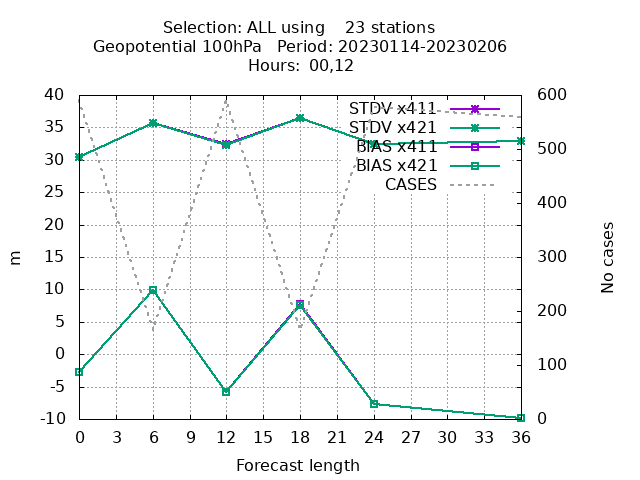 Selection: ALL using    23 stations
Geopotential 100hPa   Period: 20230114-20230206
Hours: 00,12
40
35
30
25
20
15
10
5
0
-5
-10
m
600
500
400
300
200
100
0
No cases
STDV x411
STDV x421
BIAS x411
BIAS x421
CASES
0 3 6 9 12 15 18 21 24 27 30 33 36
Forecast length